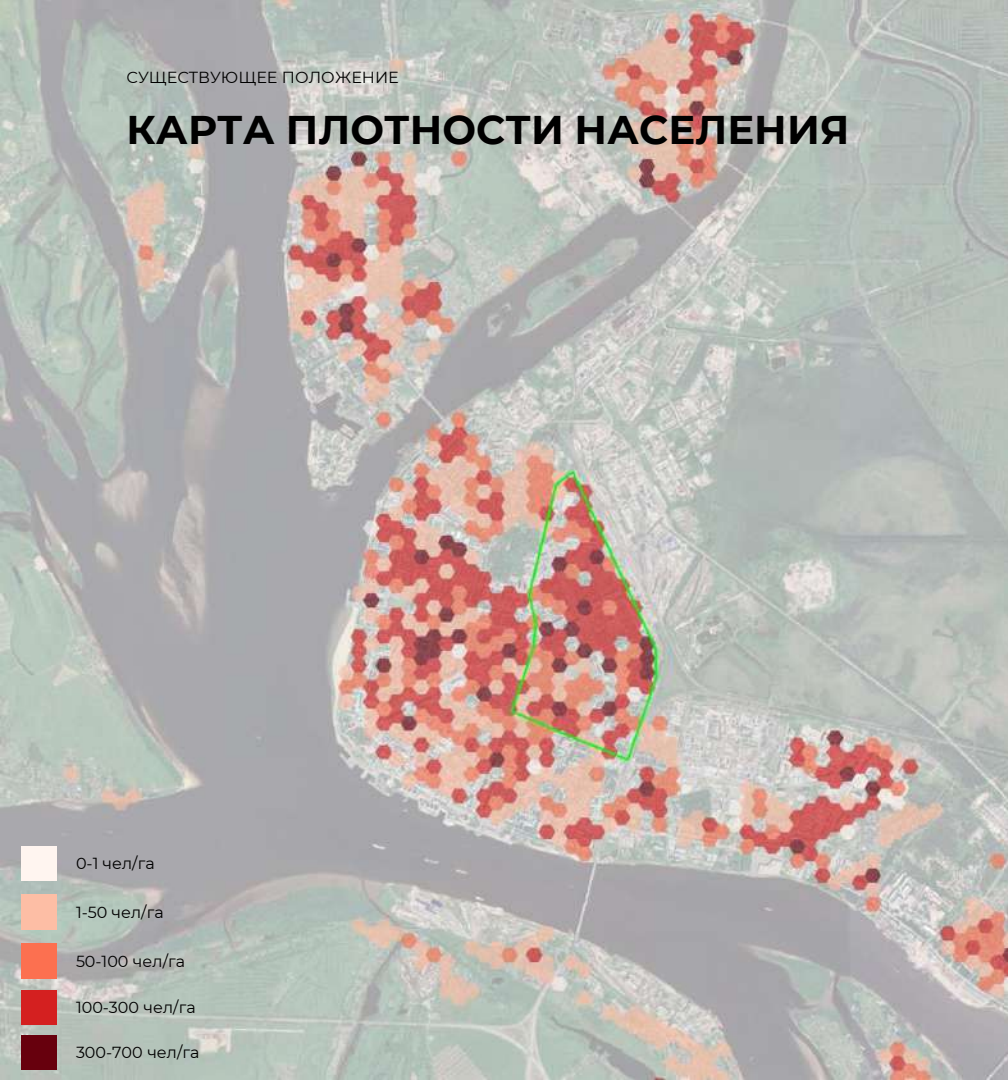 СУЩЕСТВУЮЩЕЕ ПОЛОЖЕНИЕ
КАРТА ПЛОТНОСТИ НАСЕЛЕНИЯ
0-1 чел/га
1-50 чел/га
50-100 чел/га
100-300 чел/га
300-700 чел/га